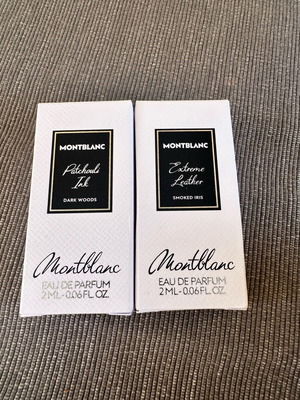 MONTBLANC
Patchouli
Ink
DARK WOODS
Montblanc
EAU DE PARFUM
2 ML-0.06 FL. OZ.
MONTBLANC
Extreme
Leather
SMOKED IRIS
Montblanc
EAU DE PARFUM
2 ML-0.06 FL. OZ.